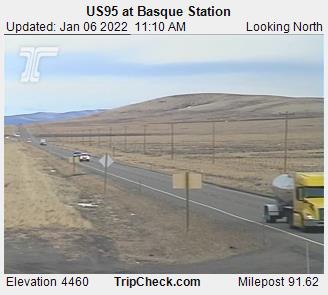 US95 at Basque Station
Updated: Jan 06 2022 11:10 AM Looking North
Elevation 4460 TripCheck.com Milepost 91.62